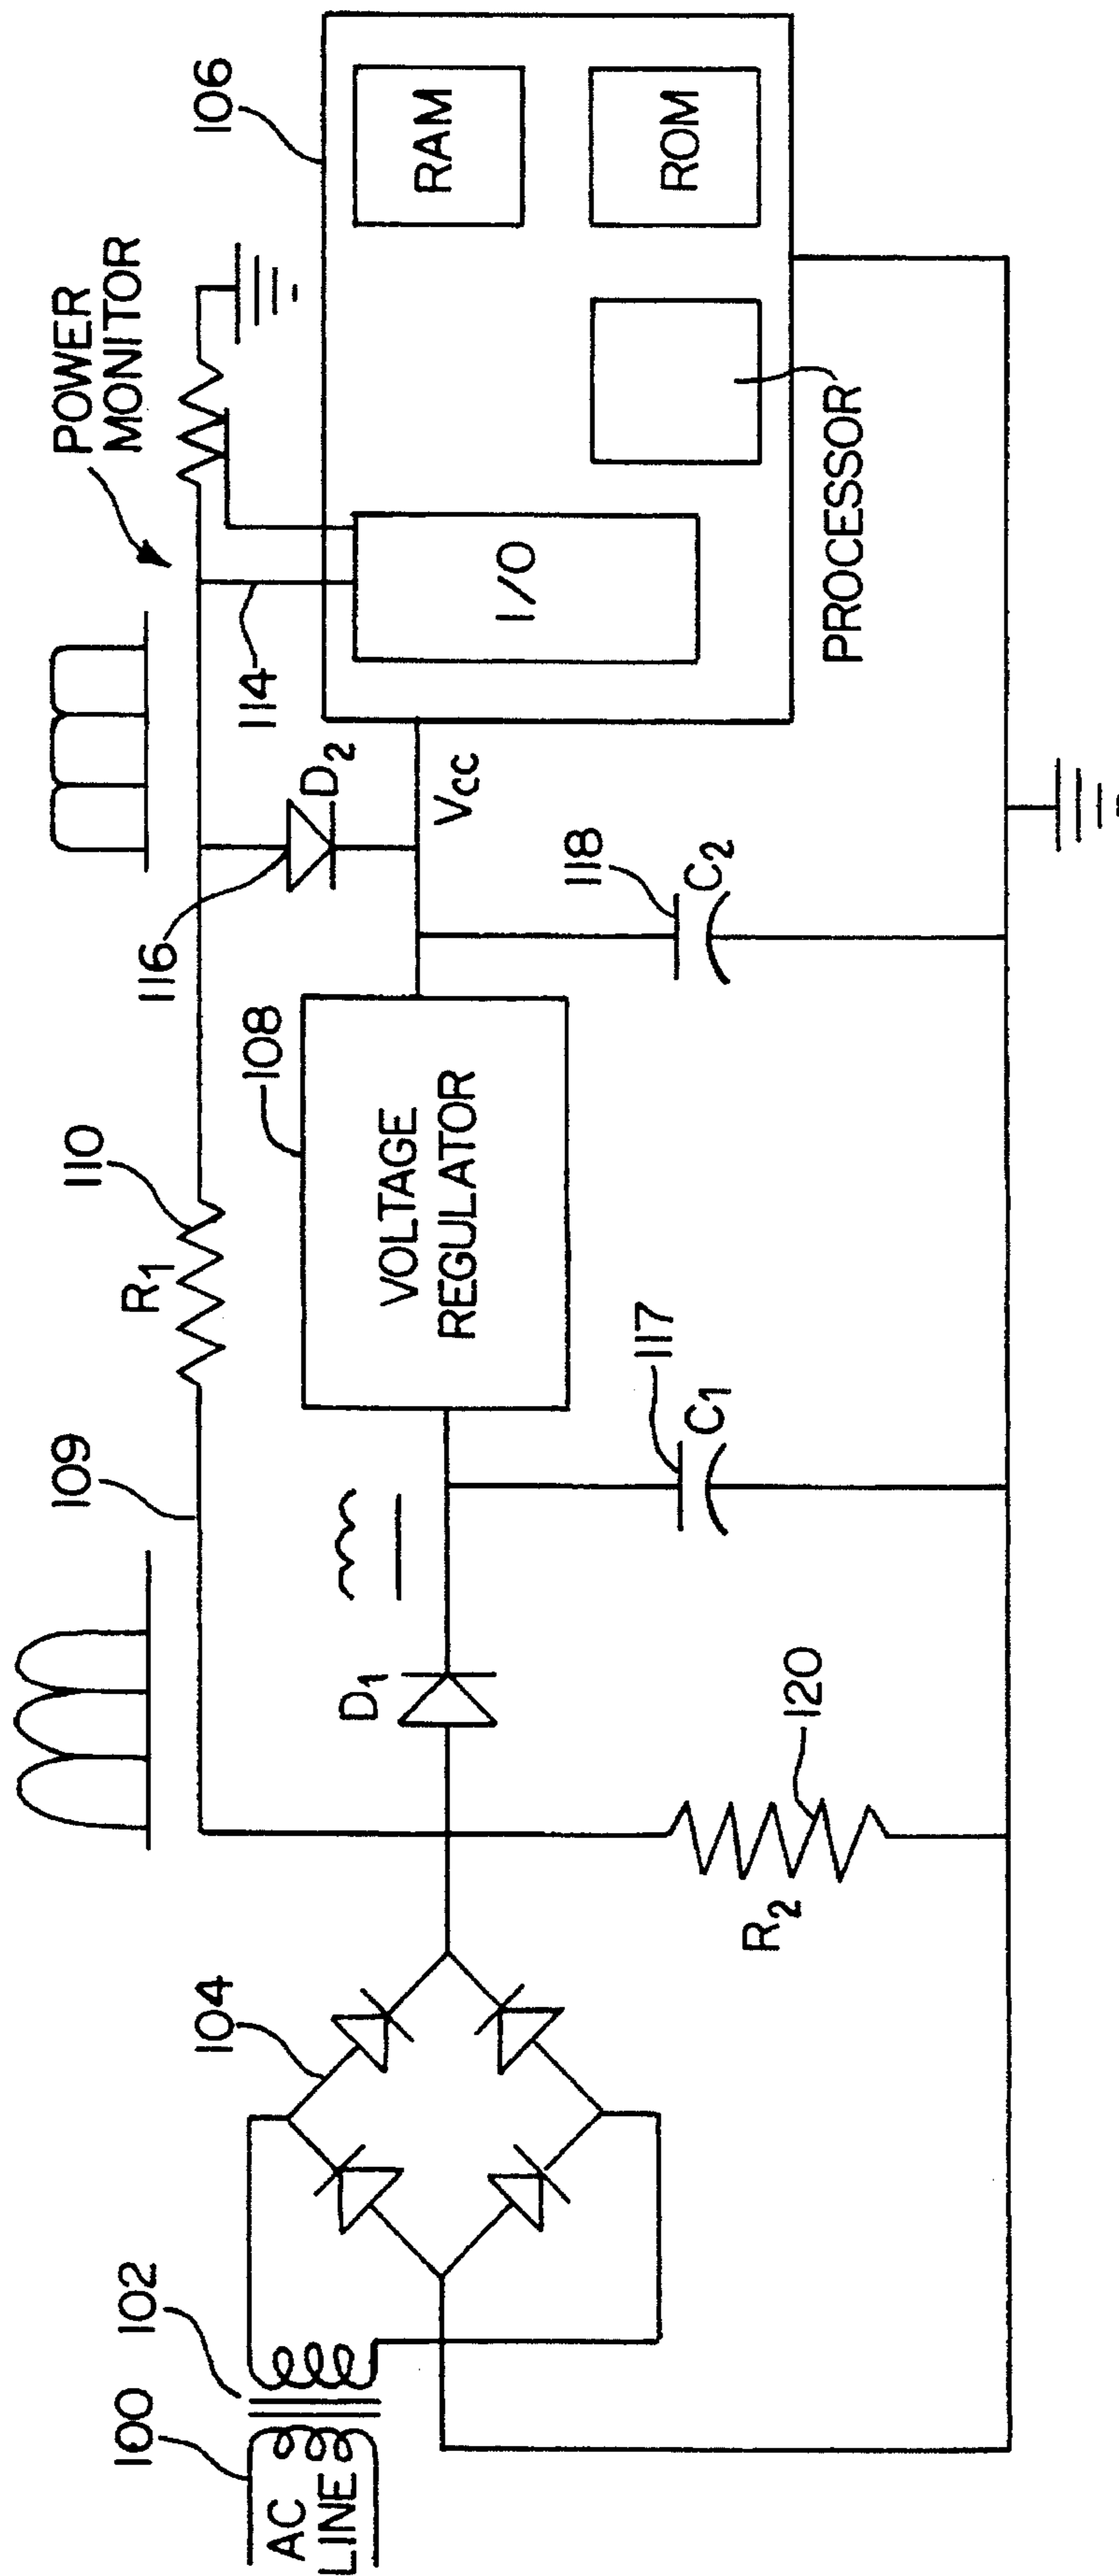 100
AC
LINE
102
104
109
R1
110
D1
R2
120
117
C1
108
VOLTAGE
REGULATOR
116
D2
VCC
118
C2
114
POWER
MONITOR
106
I/O
RAM
ROM
PROCESSOR